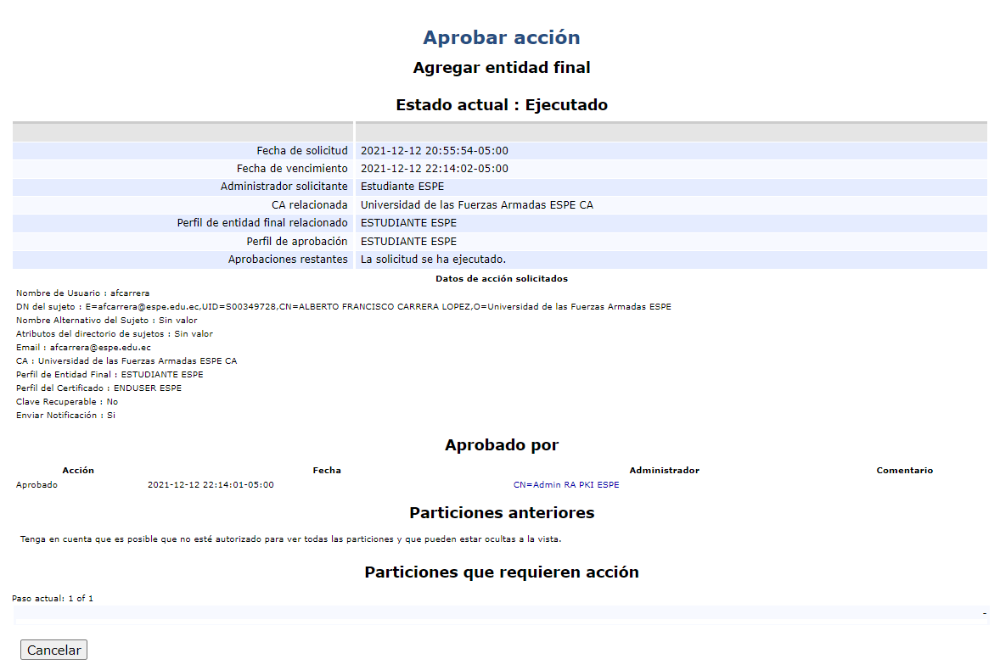 Aprobar acción
Agregar entidad final
Estado actual : Ejecutado
Fecha de solicitud 2021-12-12 20:55:54-05:00
Fecha de vencimiento 2021-12-12 22:14:02-05:00
Administrador solicitante Estudiante ESPE
CA relacionada Universidad de las Fuerzas Armadas ESPE CA
Perfil de entidad final relacionado ESTUDIANTE ESPE
Perfil de aprobación ESTUDIANTE ESPE
Aprobaciones restantes La solicitud se ha ejecutado.
Datos de acción solicitados
Nombre de Usuario : afcarrera
DN del sujeto : E=afcarrera@espe.edu.ec,UID=S00349728,CN=ALBERTO FRANCISCO CARRERA LOPEZ,O=Universidad de las Fuerzas Armadas ESPE
Nombre Alternativo del Sujeto : Sin valor
Atributos del directorio de sujetos : Sin valor
Email : afcarrera@espe.edu.ec
CA : Universidad de las Fuerzas Armadas ESPE CA
Perfil de Entidad Final : ESTUDIANTE ESPE
Perfil del Certificado : ENDUSER ESPE
Clave Recuperable : No
Enviar Notificación : Si
Aprobado por
Acción Fecha Administrador Comentario
Aprobado 2021-12-12 22:14:01-05:00 CN=Admin RA PKI ESPE
Particiones anteriores
Tenga en cuenta que es posible que no esté autorizado para ver todas las particiones y que pueden estar ocultas a la vista.
Particiones que requieren acción
Paso actual: 1 of 1
-
Cancelar